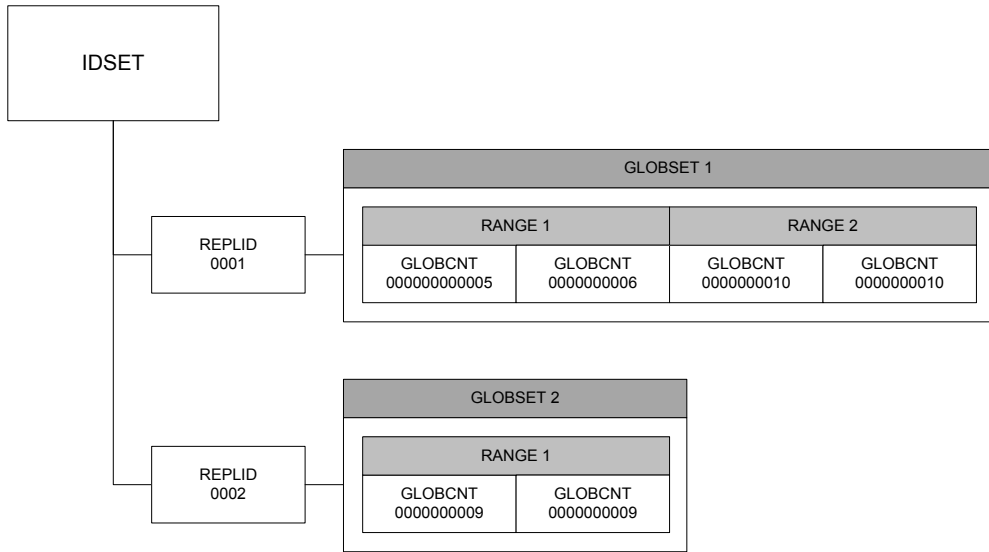 IDSET
GLOBSET 1
RANGE 1 RANGE 2
REPLID
0001
GLOBCNT GLOBCNT GLOBCNT GLOBCNT
000000000005 0000000006 0000000010 0000000010
GLOBSET 2
RANGE 1
REPLID
0002
GLOBCNT GLOBCNT
0000000009 0000000009